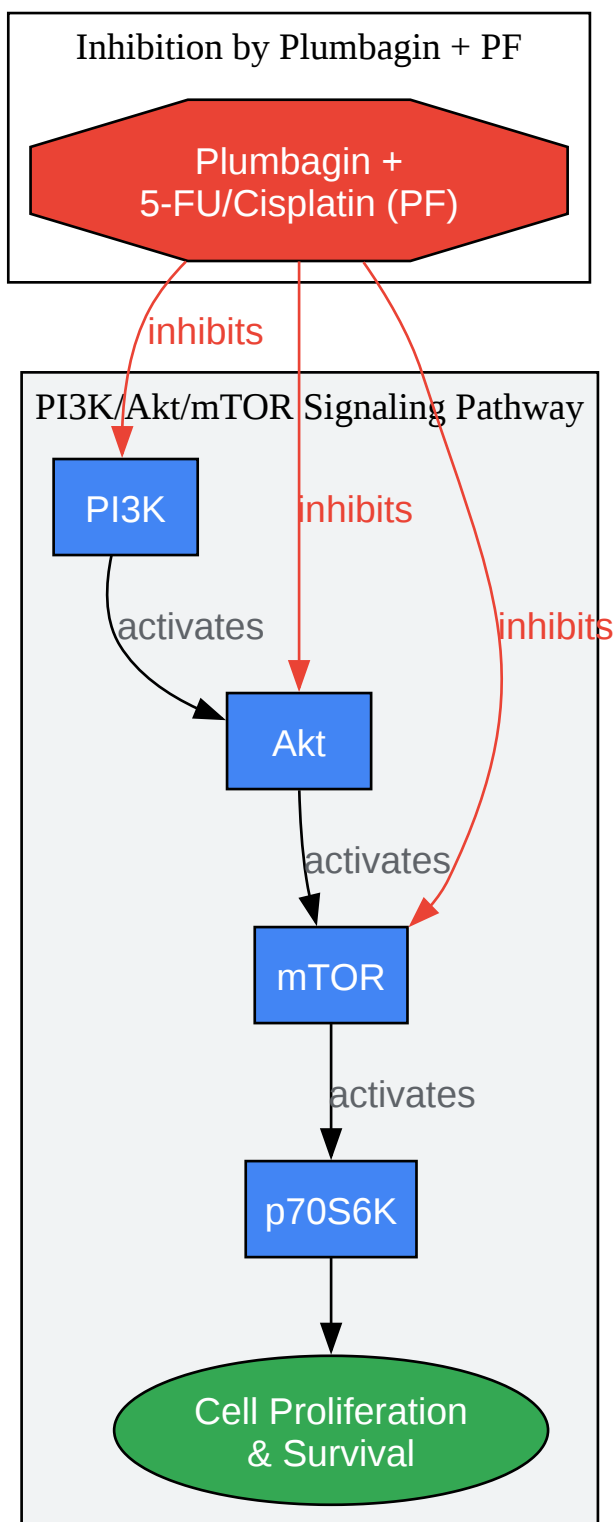 Inhibition by Plumbagin + PF
Plumbagin +
5-FU/Cisplatin (PF)
inhibits
PI3K/Akt/mTOR Signaling Pathway
PI3K
inhibits
activates
inhibits
Akt
activates
mTOR
activates
p70S6K
Cell Proliferation
& Survival